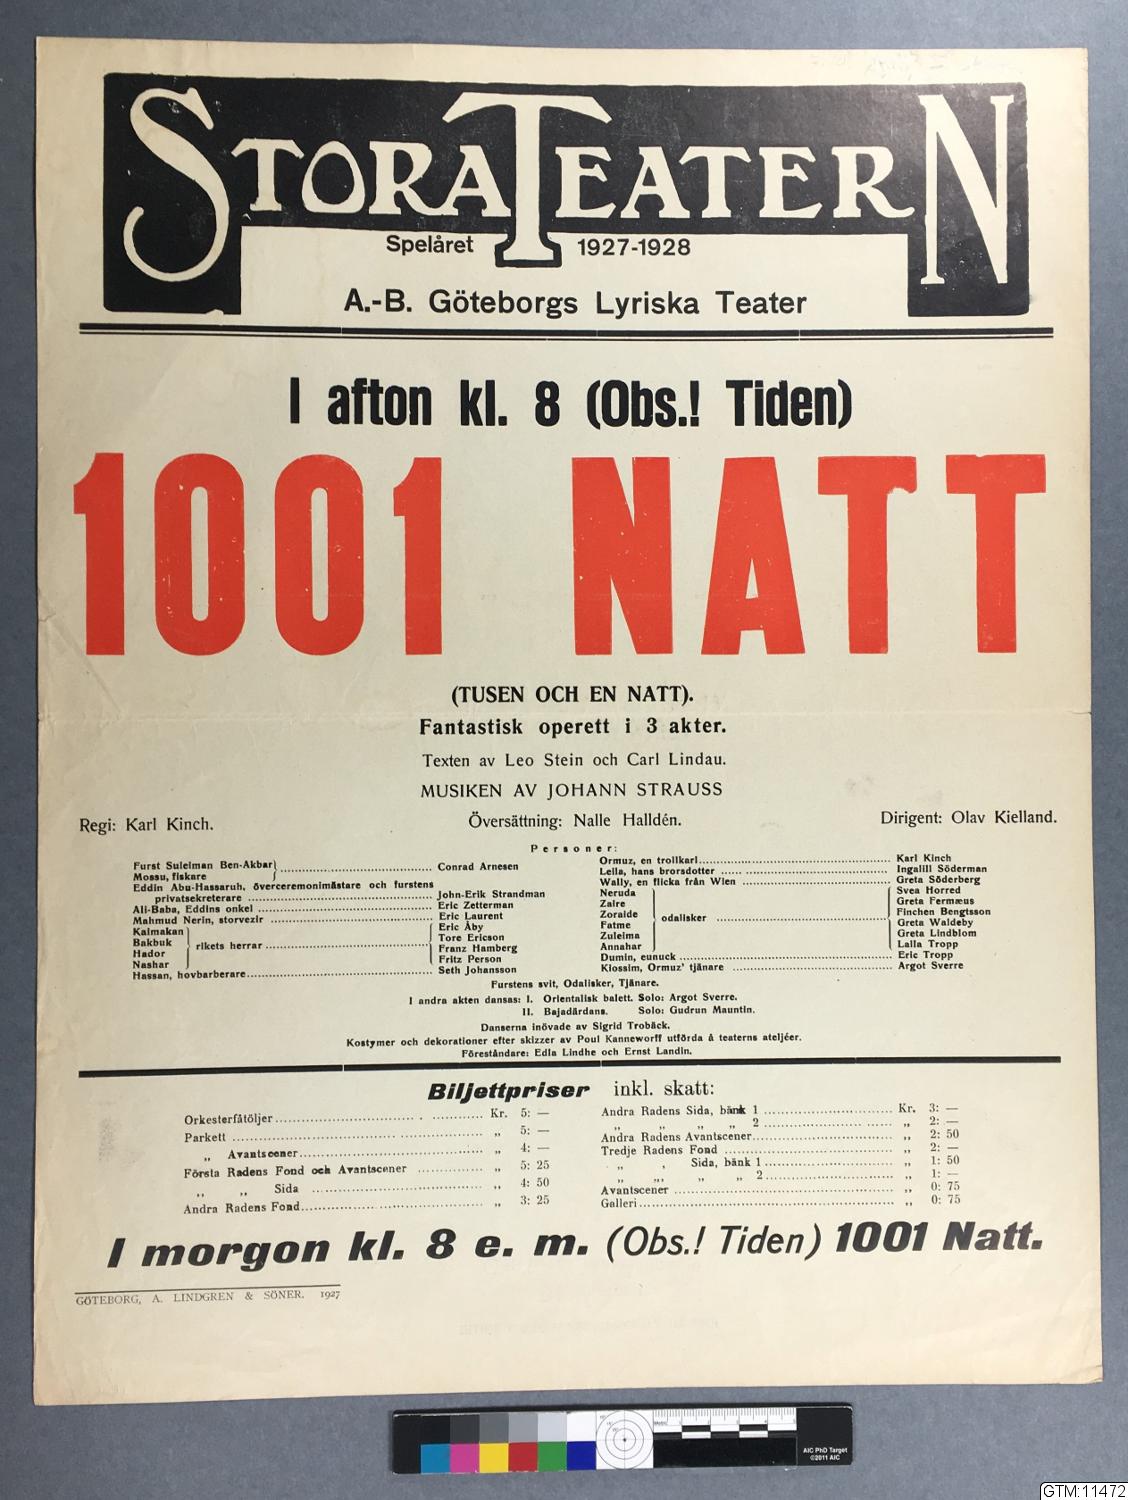 STORA TEATERN
Spelåret 1927-1928
A.-B. Göteborgs Lyriska Teater
I afton kl. 8 (Obs.! Tiden)
1001 NATT
(TUSEN OCH EN NATT).
Fantastisk operett i 3 akter.
Texten av Leo Stein och Carl Lindau.
MUSIKEN AV JOHANN STRAUSS
Regi: Karl Kinch. Översättning: Nalle Halldén. Dirigent: Olav Kielland.
Personer:
Furst Suleiman Ben-Akbar
Mossu, fiskare
Conrad Arnesen
Eddin Abu-Hassaruh, överceremonimästare och furstens
privatsekreterare John-Erik Strandman
Ali-Baba, Eddins onkel Eric Zetterman
Mahmud Nerin, storvezir Eric Laurent
Kalmakan Eric Åby
Bakbuk Tore Ericson
rikets herrar
Hador Franz Hamberg
Nashar Fritz Person
Hassan, hovbarberare Seth Johansson
Ormuz, en trollkarl Karl Kinch
Leila, hans brorsdotter Ingalill Söderman
Wally, en flicka från Wien Greta Söderberg
Neruda Svea Horred
Zaire Greta Fermæus
Zoraide Finchen Bengtsson
odalisker
Fatme Greta Waldeby
Zuleima Greta Lindblom
Annahar Lalla Tropp
Dumin, eunuck Eric Tropp
Klossim, Ormuz' tjänare Argot Sverre
Furstens svit, Odalisker, Tjänare.
I andra akten dansas: I. Orientalisk balett. Solo: Argot Sverre.
II. Bajadärdans. Solo: Gudrun Mauntin.
Danserna inövade av Sigrid Trobäck.
Kostymer och dekorationer efter skizzer av Poul Kanneworff utförda å teaterns ateljéer.
Föreståndare: Edla Lindhe och Ernst Landin.
Biljettpriser inkl. skatt:
Orkesterfåtöljer Kr. 5: —
Parkett „ 5: —
„ Avantscener „ 4: —
Första Radens Fond och Avantscener „ 5: 25
„ „ Sida „ 4: 50
Andra Radens Fond „ 3: 25
Andra Radens Sida, bänk 1 Kr. 3: —
„ „ „ „ 2 „ 2: —
Andra Radens Avantscener „ 2: 50
Tredje Radens Fond „ 2: —
„ „ Sida, bänk 1 „ 1: 50
„ „ „ „ 2 „ 1: —
Avantscener „ 0: 75
Galleri „ 0: 75
I morgon kl. 8 e. m. (Obs.! Tiden) 1001 Natt.
GÖTEBORG, A. LINDGREN & SÖNER. 1927
AIC PhD Target
©2011 AIC
GTM:11472